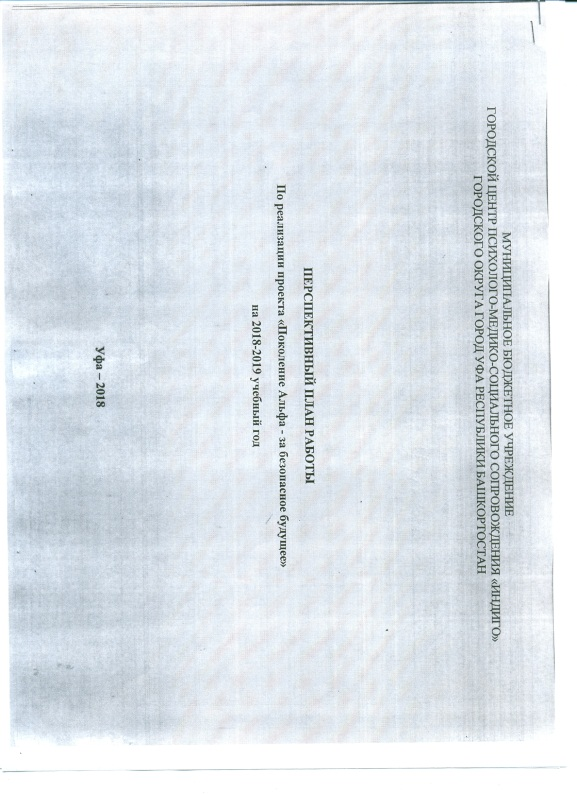 МУНИЦИПАЛЬНОЕ БЮДЖЕТНОЕ УЧРЕЖДЕНИЕ
ГОРОДСКОЙ ЦЕНТР ПСИХОЛОГО-МЕДИКО-СОЦИАЛЬНОГО СОПРОВОЖДЕНИЯ «ИНДИГО»
ГОРОДСКОГО ОКРУГА ГОРОД УФА РЕСПУБЛИКИ БАШКОРТОСТАН
ПЕРСПЕКТИВНЫЙ ПЛАН РАБОТЫ
По реализации проекта «Поколение Альфа - за безопасное будущее»
на 2018-2019 учебный год
Уфа – 2018